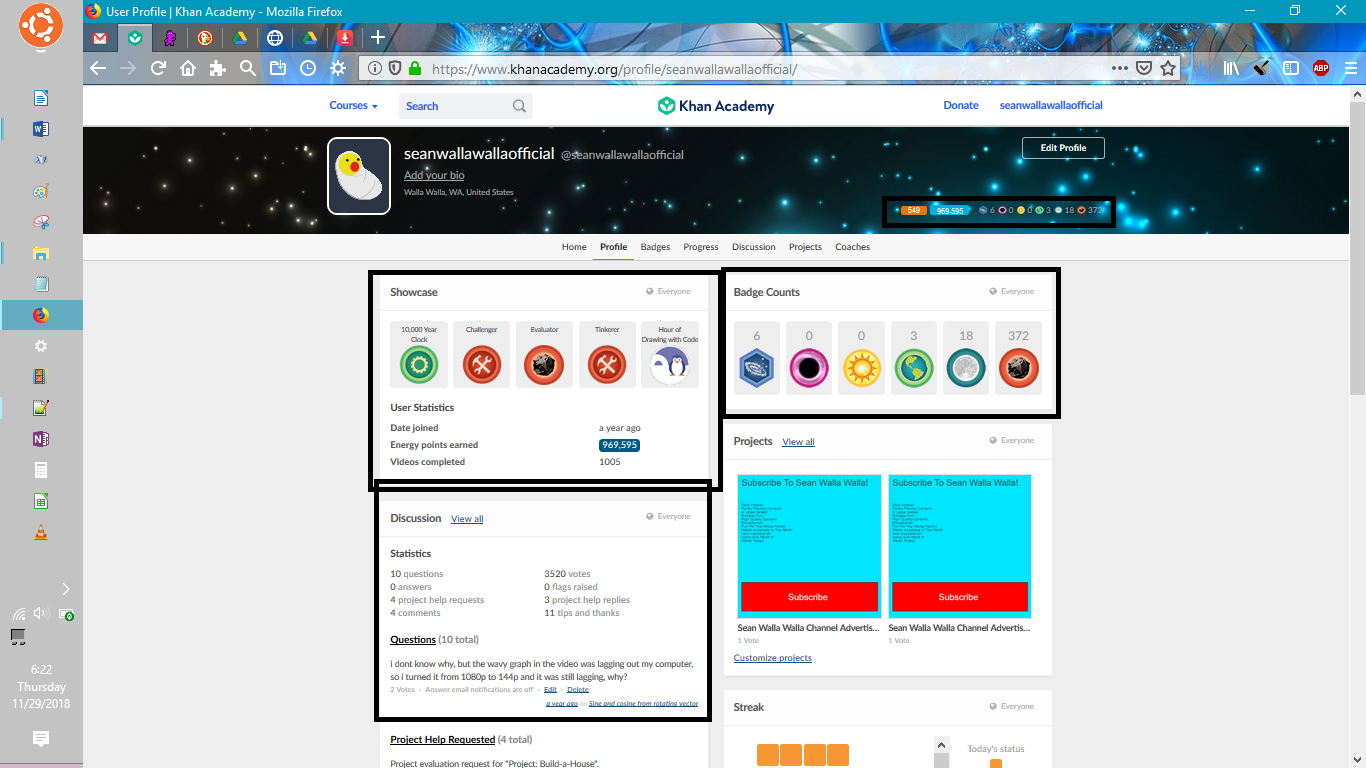 User Profile | Khan Academy - Mozilla Firefox
https://www.khanacademy.org/profile/seanwallawallaofficial/
ABP
Courses
Search
Khan Academy
Donate
seanwallawallaofficial
seanwallawallaofficial @seanwallawallaofficial
Edit Profile
Add your bio
Walla Walla, WA, United States
549 969,595 6 0 0 3 18 372
Home Profile Badges Progress Discussion Projects Coaches
Showcase
Everyone
10,000 Year
Clock
Challenger
Evaluator
Tinkerer
Hour of
Drawing with Code
User Statistics
Date joined a year ago
Energy points earned 969,595
Videos completed 1005
Badge Counts
Everyone
6 0 0 3 18 372
Discussion View all
Everyone
Statistics
10 questions 3520 votes
0 answers 0 flags raised
4 project help requests 3 project help replies
4 comments 11 tips and thanks
Questions (10 total)
i dont know why, but the wavy graph in the video was lagging out my computer,
so i turned it from 1080p to 144p and it was still lagging, why?
2 Votes • Answer email notifications are off • Edit • Delete
a year ago on Sine and cosine from rotating vector
Project Help Requested (4 total)
Project evaluation request for "Project: Build-a-House".
Projects View all
Everyone
Subscribe To Sean Walla Walla!
Subscribe
Sean Walla Walla Channel Advertis...
1 Vote
Subscribe To Sean Walla Walla!
Subscribe
Sean Walla Walla Channel Advertis...
1 Vote
Customize projects
Streak
Everyone
Today's status
6:22
Thursday
11/29/2018